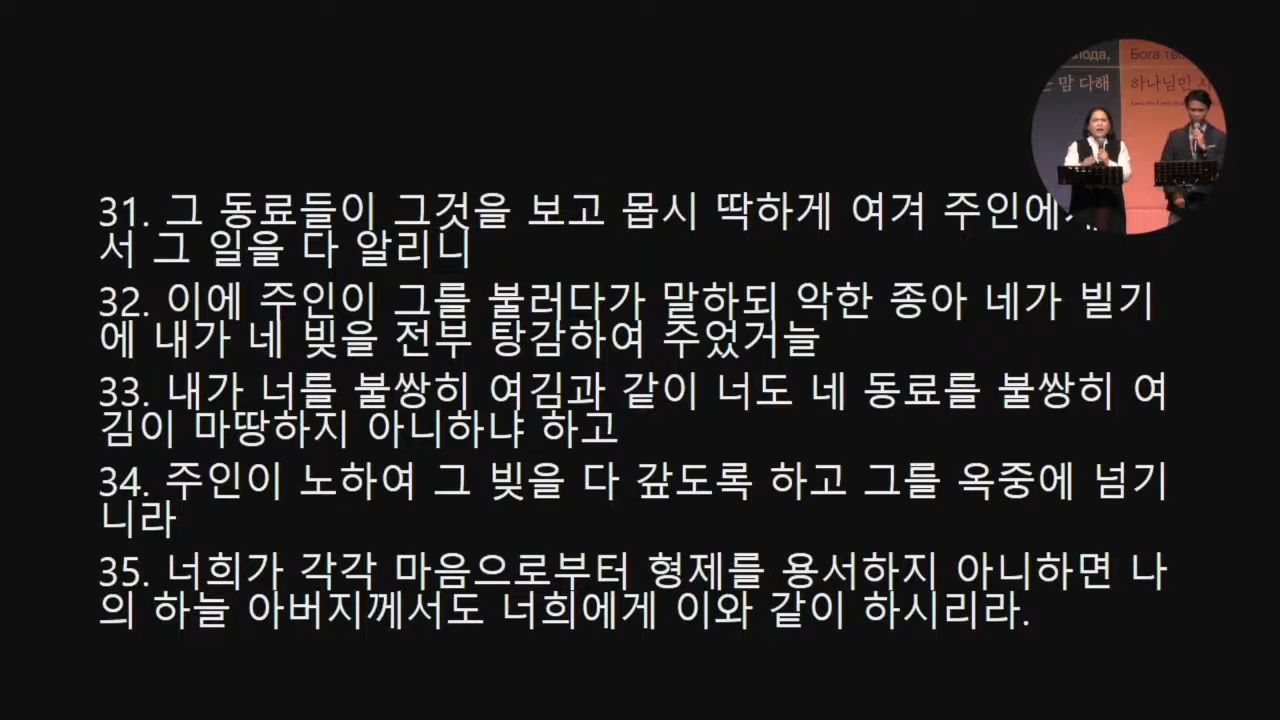 пода, Бога тво
맘 다해 하나님만
31. 그 동료들이 그것을 보고 몹시 딱하게 여겨 주인에
서 그 일을 다 알리니
32. 이에 주인이 그를 불러다가 말하되 악한 종아 네가 빌기
에 내가 네 빚을 전부 탕감하여 주었거늘
33. 내가 너를 불쌍히 여김과 같이 너도 네 동료를 불쌍히 여
김이 마땅하지 아니하냐 하고
34. 주인이 노하여 그 빚을 다 갚도록 하고 그를 옥중에 넘기
니라
35. 너희가 각각 마음으로부터 형제를 용서하지 아니하면 나
의 하늘 아버지께서도 너희에게 이와 같이 하시리라.